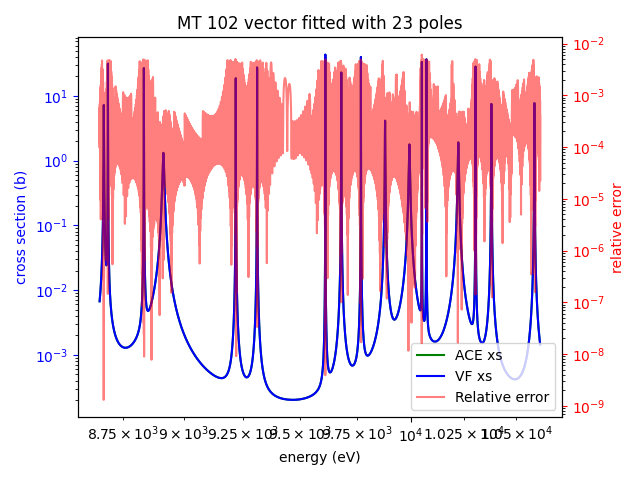 MT 102 vector fitted with 23 poles
10¹
10⁰
10⁻¹
10⁻²
10⁻³
cross section (b)
10⁻²
10⁻³
10⁻⁴
10⁻⁵
10⁻⁶
10⁻⁷
10⁻⁸
10⁻⁹
relative error
ACE xs
VF xs
Relative error
8.75 × 10³ 9 × 10³ 9.25 × 10³ 9.5 × 10³ 9.75 × 10³ 10⁴ 1.025 × 10⁴ 1.05 × 10⁴
energy (eV)